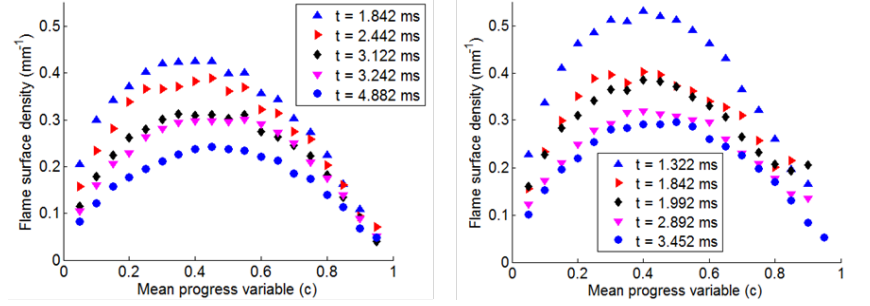 t = 1.842 ms
t = 2.442 ms
t = 3.122 ms
t = 3.242 ms
t = 4.882 ms
Flame surface density (mm⁻¹)
0.5
0.4
0.3
0.2
0.1
0
0 0.2 0.4 0.6 0.8 1
Mean progress variable (c)
Flame surface density (mm⁻¹)
0.5
0.4
0.3
0.2
0.1
0
t = 1.322 ms
t = 1.842 ms
t = 1.992 ms
t = 2.892 ms
t = 3.452 ms
0 0.2 0.4 0.6 0.8 1
Mean progress variable (c)